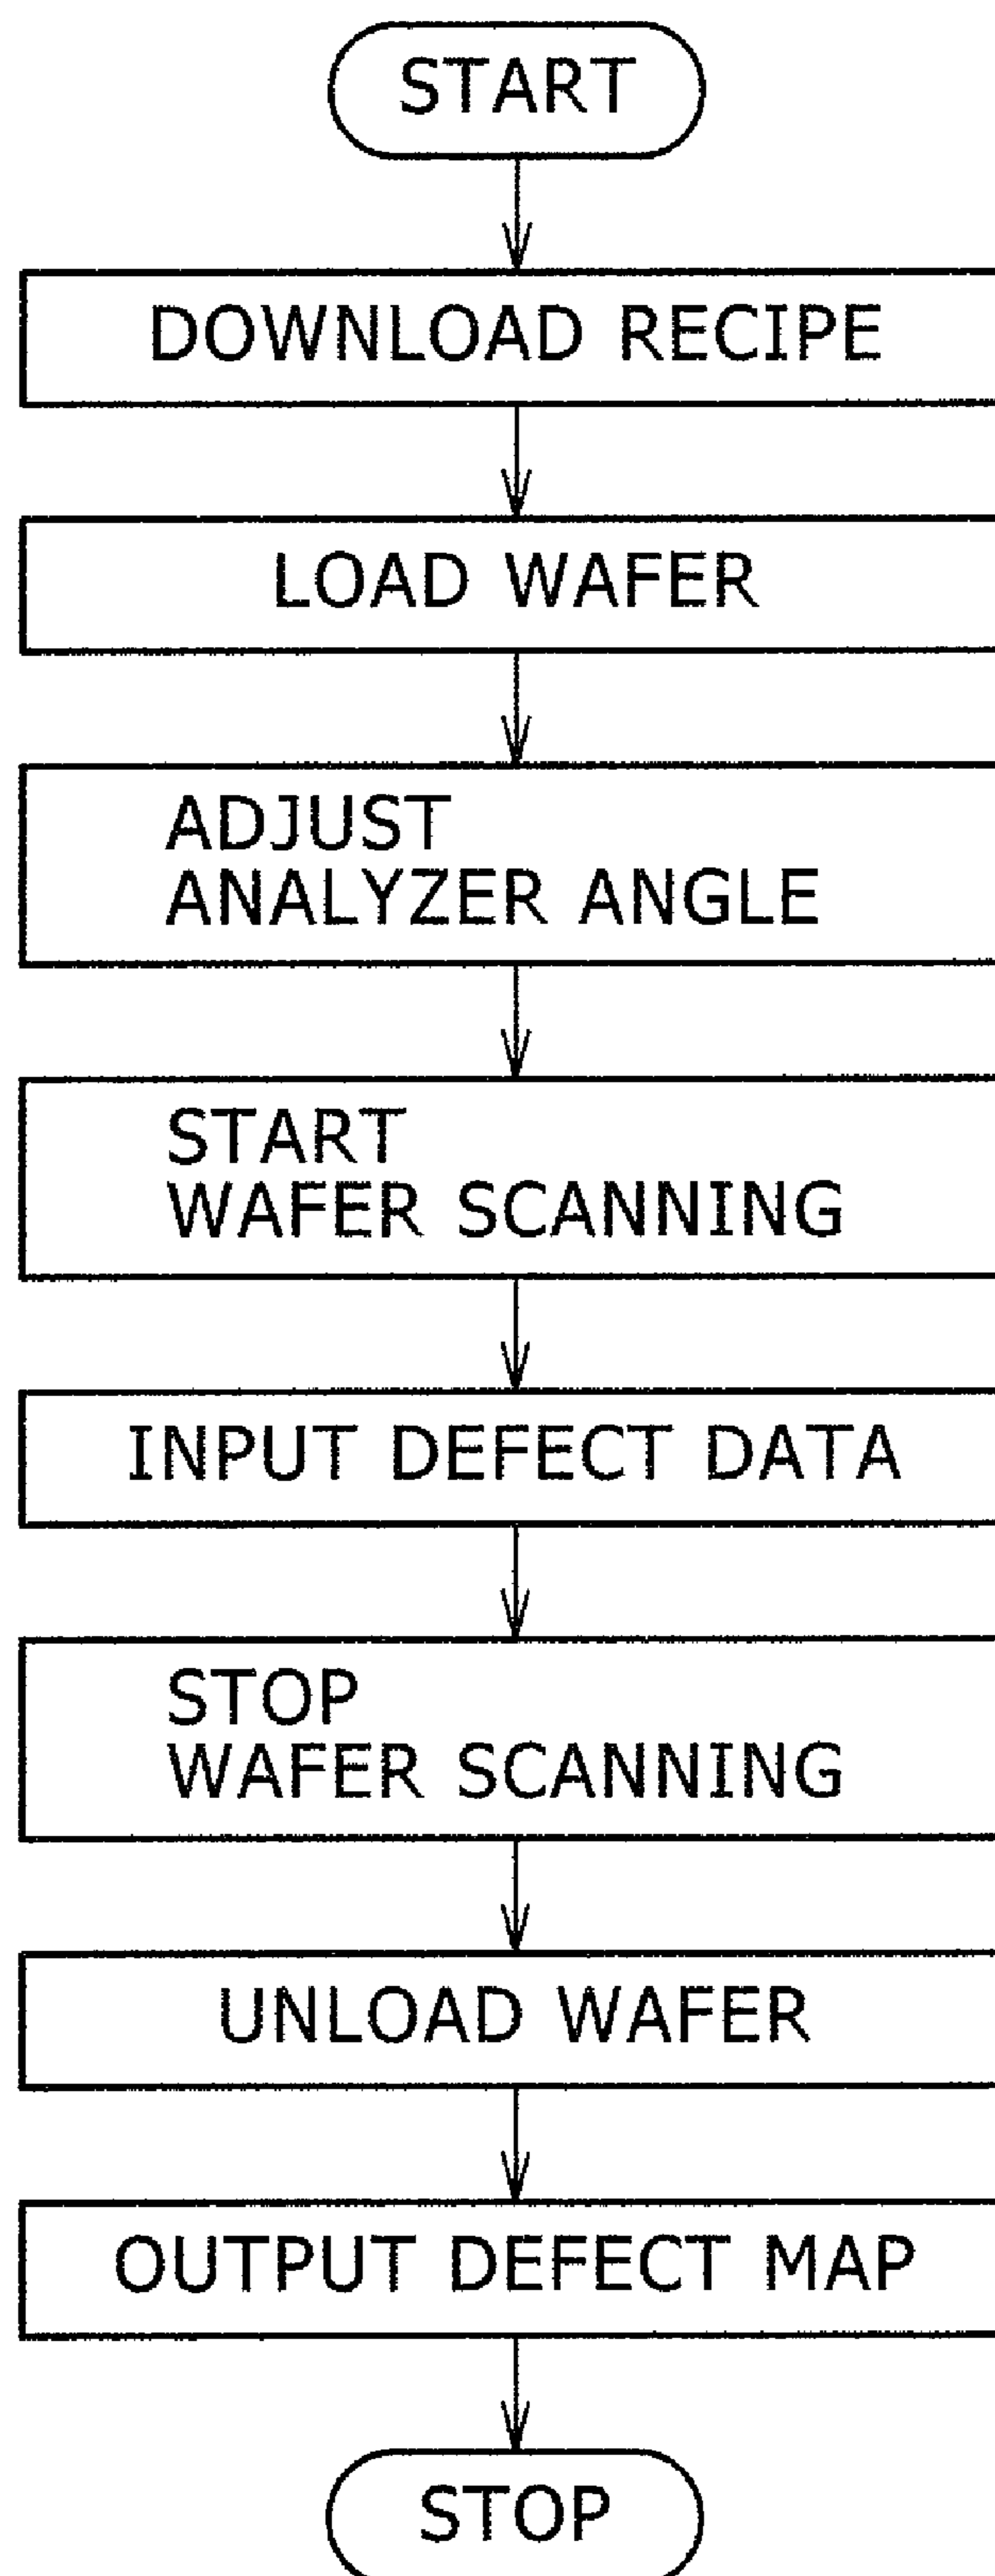 START
DOWNLOAD RECIPE
LOAD WAFER
ADJUST
ANALYZER ANGLE
START
WAFER SCANNING
INPUT DEFECT DATA
STOP
WAFER SCANNING
UNLOAD WAFER
OUTPUT DEFECT MAP
STOP